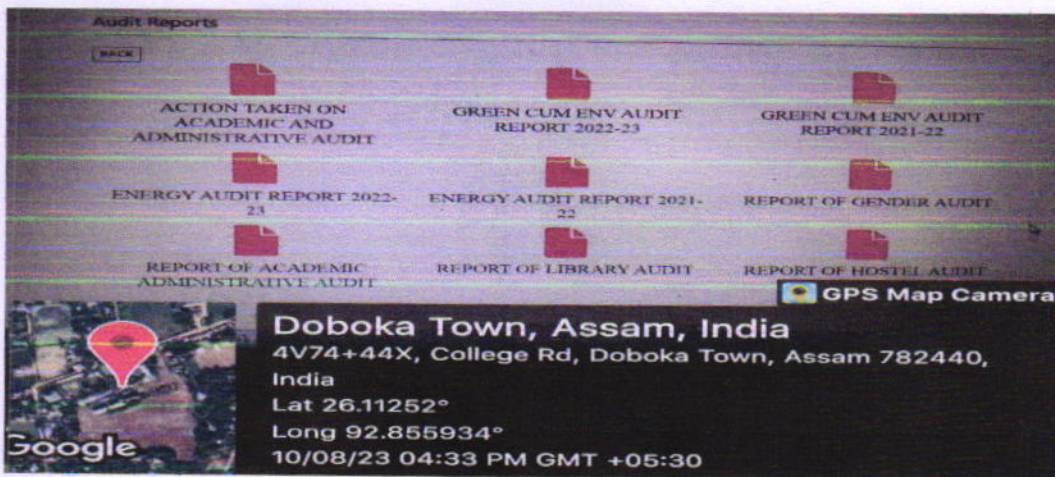 Audit Reports
BACK
ACTION TAKEN ON
ACADEMIC AND
ADMINISTRATIVE AUDIT
GREEN CUM ENV AUDIT
REPORT 2022-23
GREEN CUM ENV AUDIT
REPORT 2021-22
ENERGY AUDIT REPORT 2022-
23
ENERGY AUDIT REPORT 2021-
22
REPORT OF GENDER AUDIT
REPORT OF ACADEMIC
ADMINISTRATIVE AUDIT
REPORT OF LIBRARY AUDIT
REPORT OF HOSTEL AUDIT
GPS Map Camera
Doboka Town, Assam, India
4V74+44X, College Rd, Doboka Town, Assam 782440,
India
Lat 26.11252°
Long 92.855934°
10/08/23 04:33 PM GMT +05:30
Google